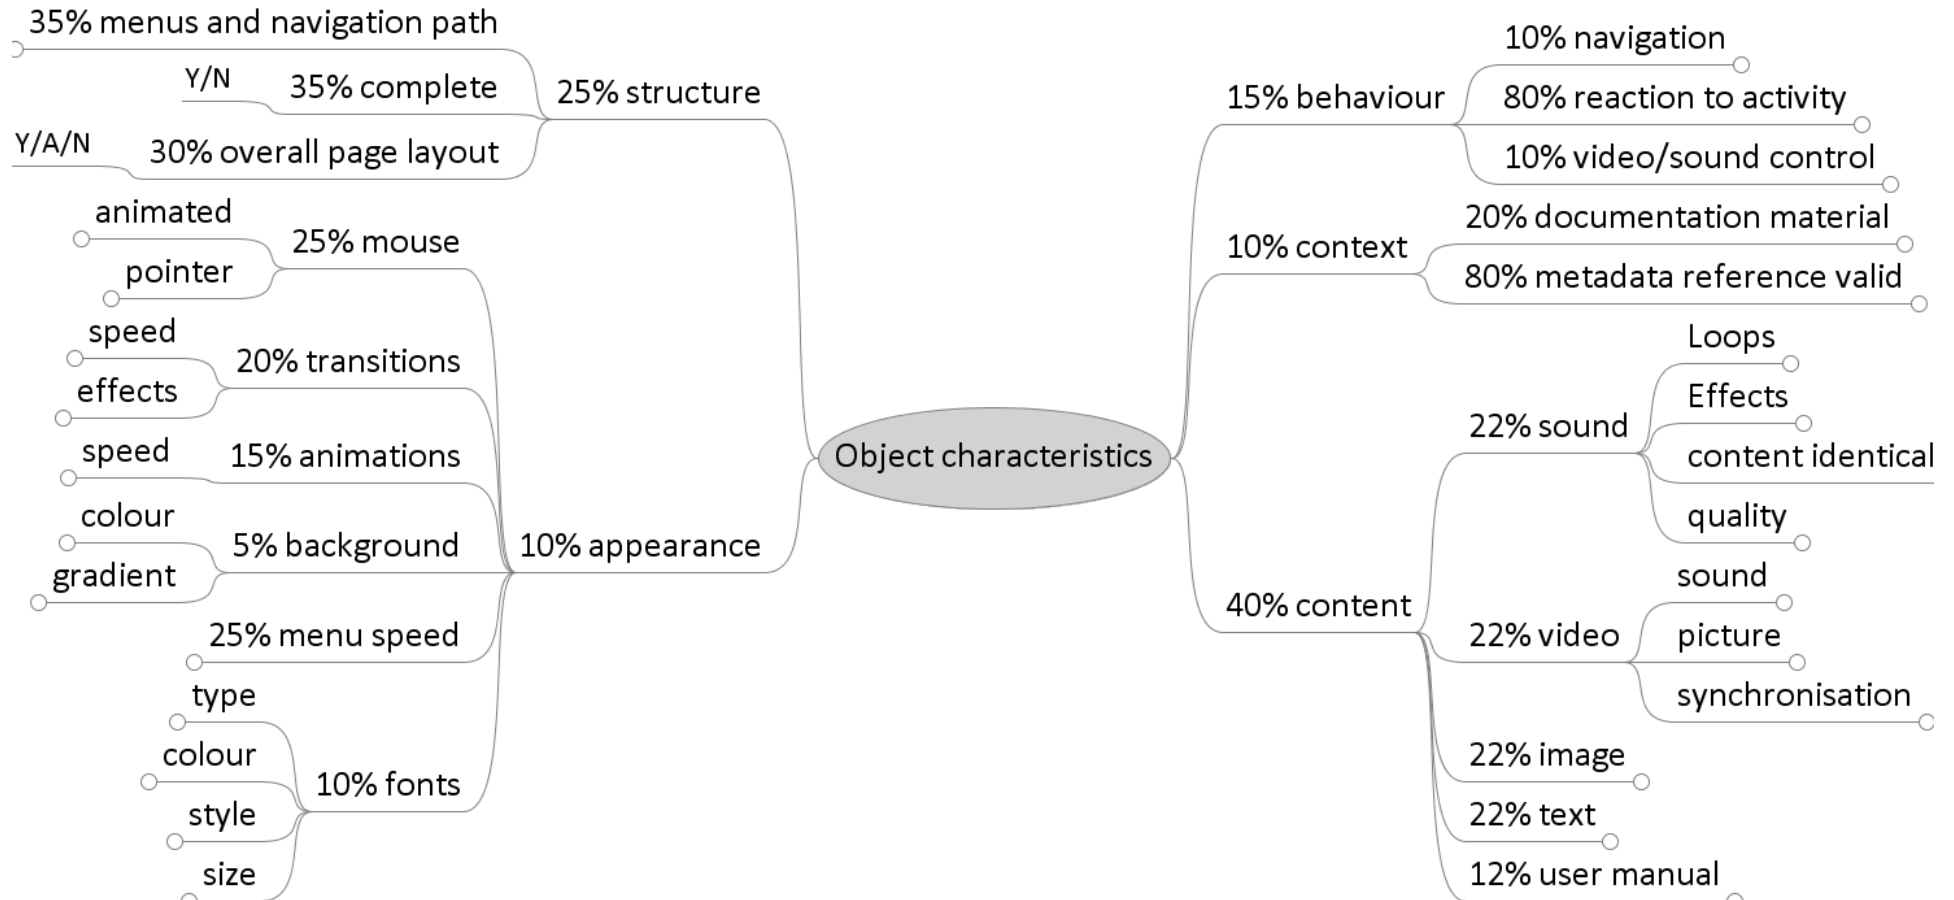 35% menus and navigation path
Y/N
35% complete
25% structure
Y/A/N
30% overall page layout
animated
25% mouse
pointer
speed
20% transitions
effects
speed
15% animations
colour
5% background
10% appearance
gradient
25% menu speed
type
colour
10% fonts
style
size
Object characteristics
10% navigation
15% behaviour
80% reaction to activity
10% video/sound control
20% documentation material
10% context
80% metadata reference valid
Loops
Effects
22% sound
content identical
quality
40% content
sound
22% video
picture
synchronisation
22% image
22% text
12% user manual